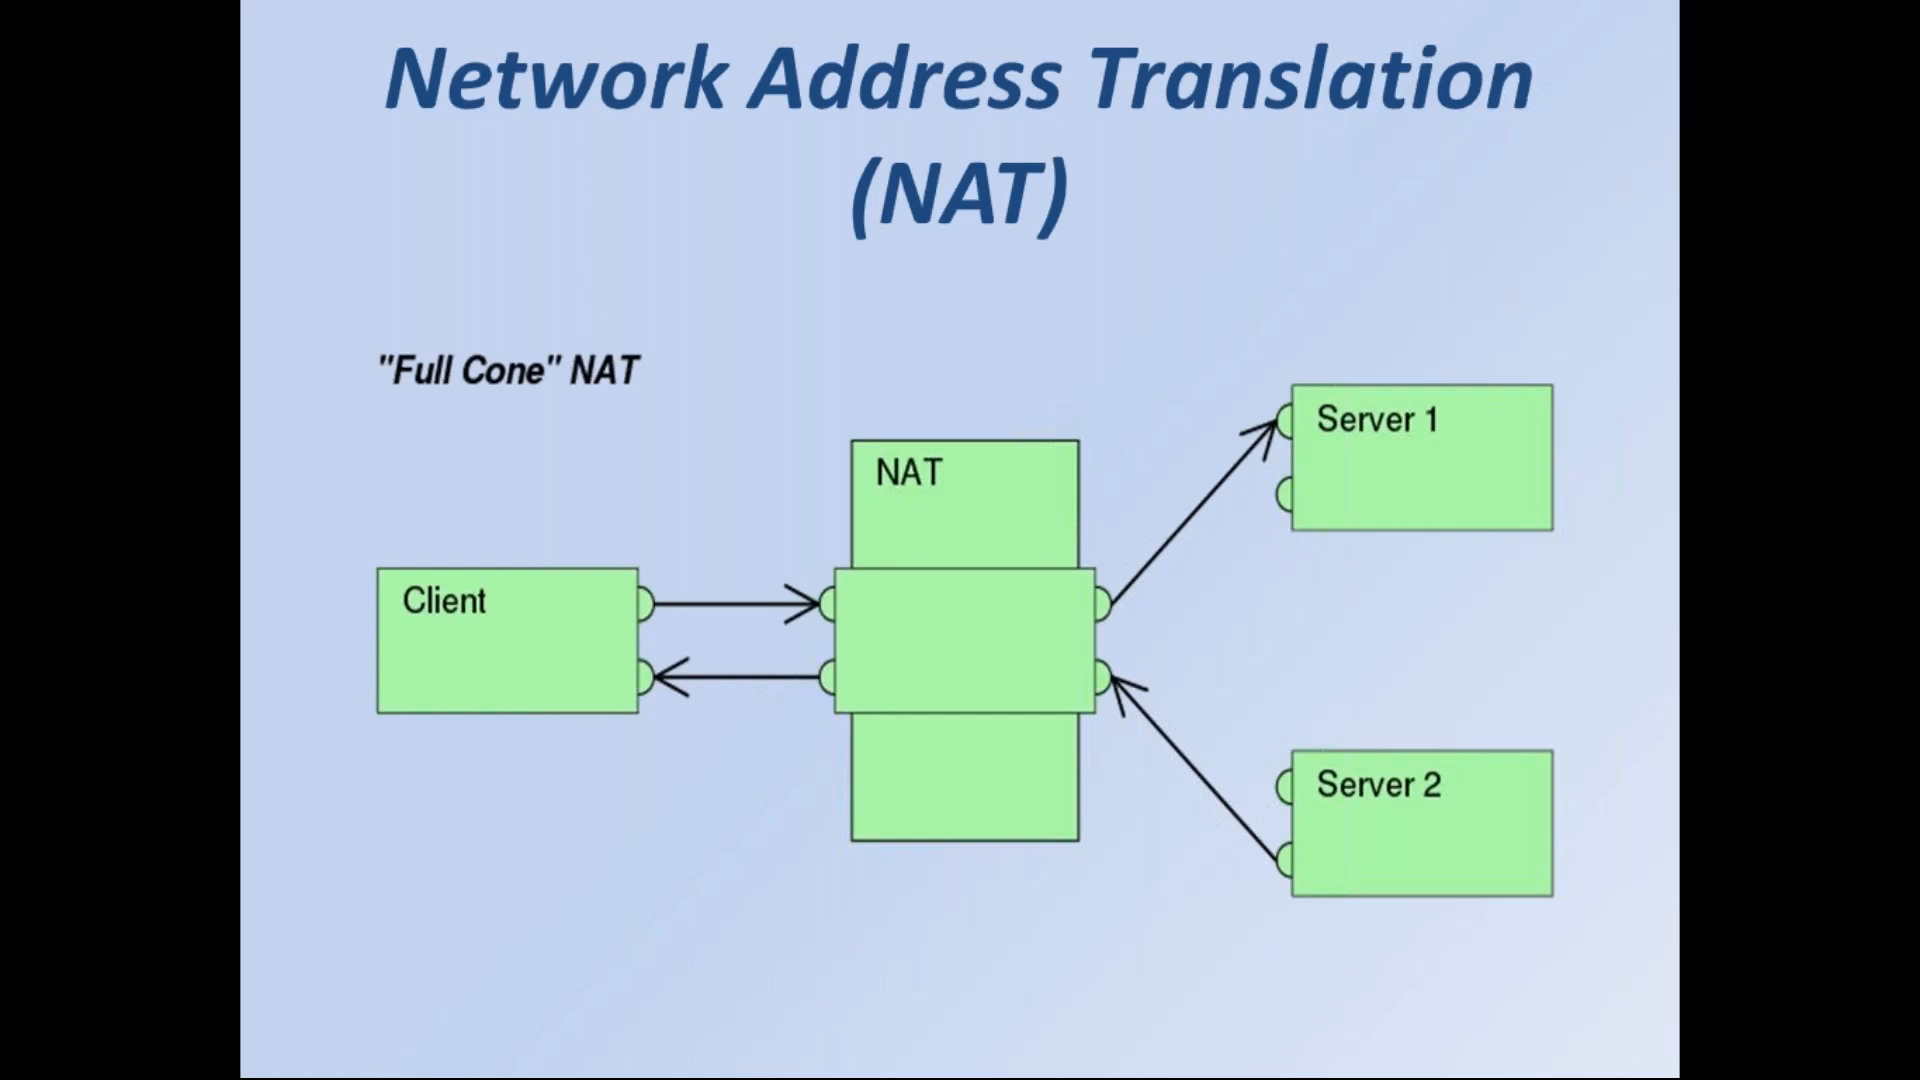 Network Address Translation
(NAT)
"Full Cone" NAT
Server 1
NAT
Client
Server 2